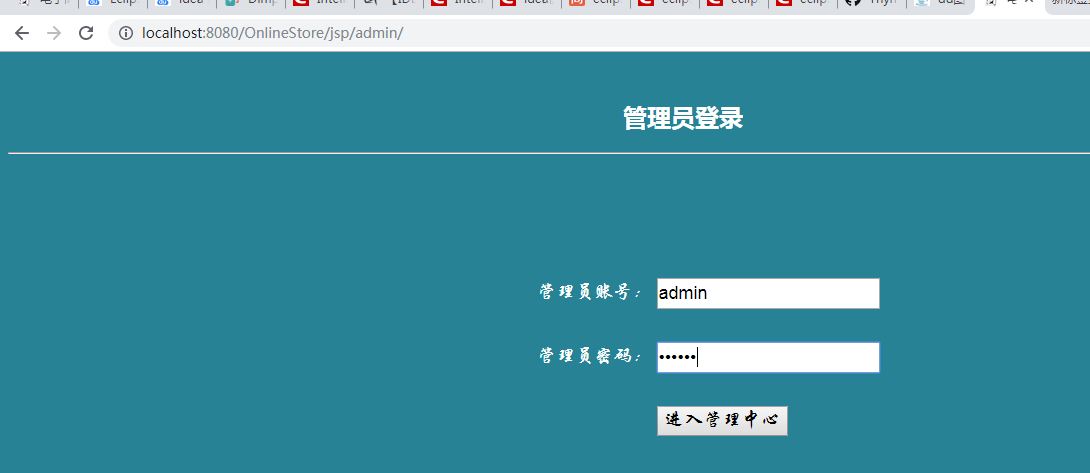 localhost:8080/OnlineStore/jsp/admin/
管理员登录
管理员账号： admin
管理员密码： ••••••
进入管理中心